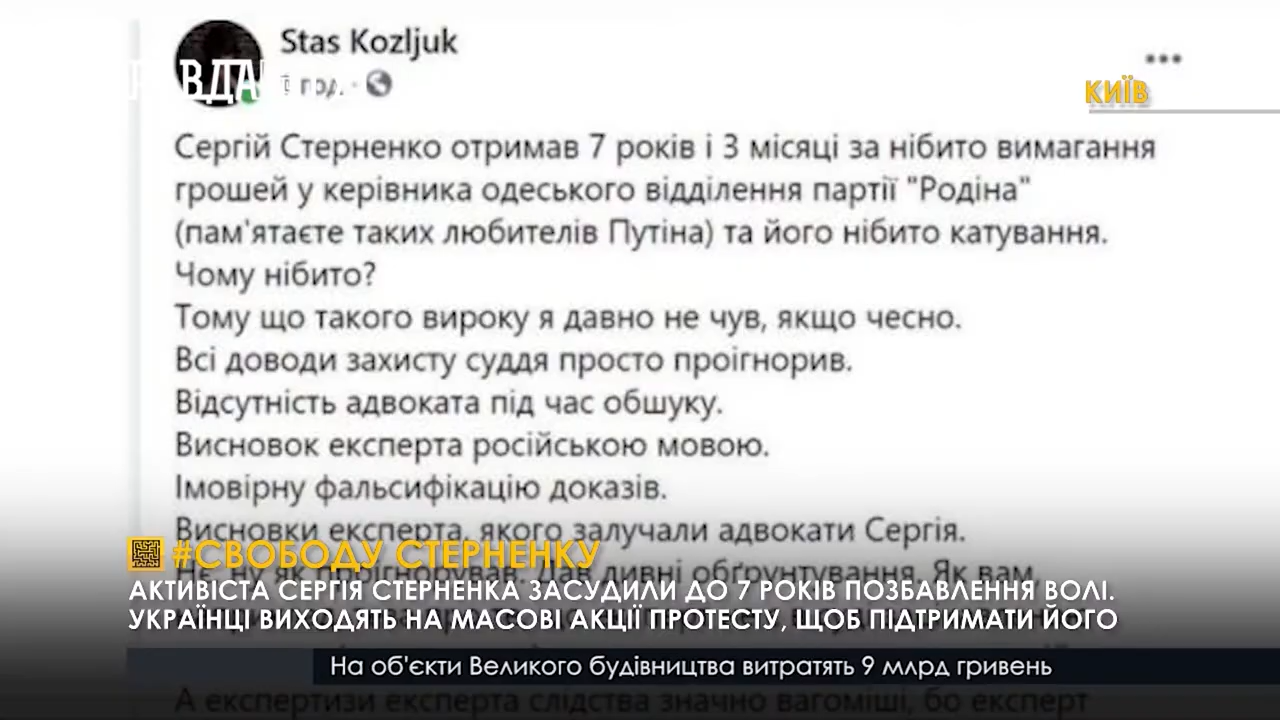 Stas Kozljuk
КИЇВ
Сергій Стерненко отримав 7 років і 3 місяці за нібито вимагання
грошей у керівника одеського відділення партії "Родіна"
(пам'ятаєте таких любителів Путіна) та його нібито катування.
Чому нібито?
Тому що такого вироку я давно не чув, якщо чесно.
Всі доводи захисту суддя просто проігнорив.
Відсутність адвоката під час обшуку.
Висновок експерта російською мовою.
Імовірну фальсифікацію доказів.
Висновки експерта, якого залучали адвокати Сергія.
#СВОБОДУ СТЕРНЕНКУ
дивні обґрунтування. Як вам
АКТИВІСТА СЕРГІЯ СТЕРНЕНКА ЗАСУДИЛИ ДО 7 РОКІВ ПОЗБАВЛЕННЯ ВОЛІ.
УКРАЇНЦІ ВИХОДЯТЬ НА МАСОВІ АКЦІЇ ПРОТЕСТУ, ЩОБ ПІДТРИМАТИ ЙОГО
На об'єкти Великого будівництва витратять 9 млрд гривень
А експертизи експерта слідства значно вагоміші, бо експерт